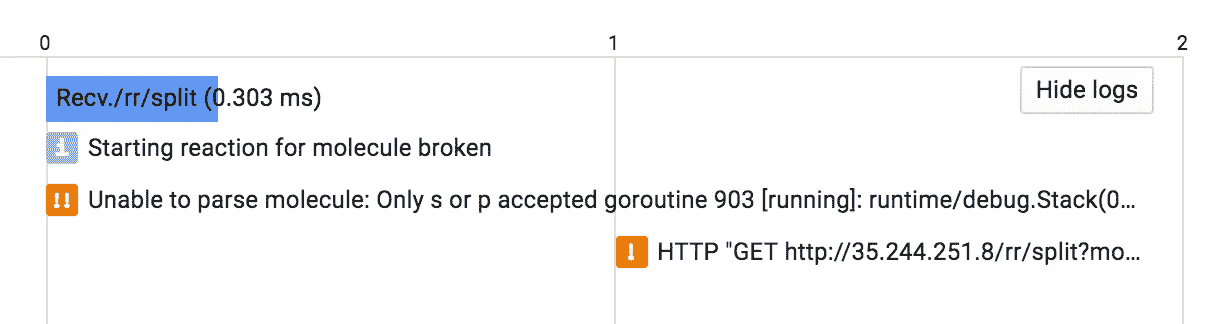 0 1 2
Recv./rr/split (0.303 ms)
Hide logs
Starting reaction for molecule broken
Unable to parse molecule: Only s or p accepted goroutine 903 [running]: runtime/debug.Stack(0...
HTTP "GET http://35.244.251.8/rr/split?mo...